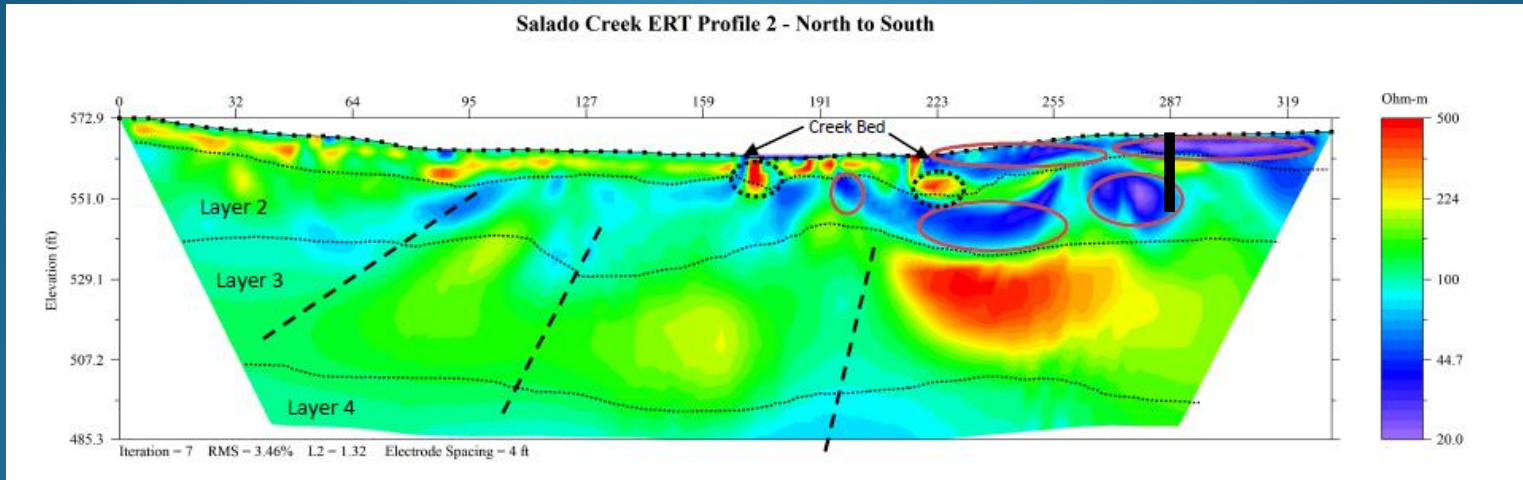 Salado Creek ERT Profile 2 - North to South
0 32 64 95 127 159 191 223 255 287 319
Ohm-m
572.9
551.0
529.1
507.2
485.3
Elevation (ft)
Creek Bed
Layer 2
Layer 3
Layer 4
500
224
100
44.7
20.0
Iteration = 7 RMS = 3.46% L2 = 1.32 Electrode Spacing = 4 ft